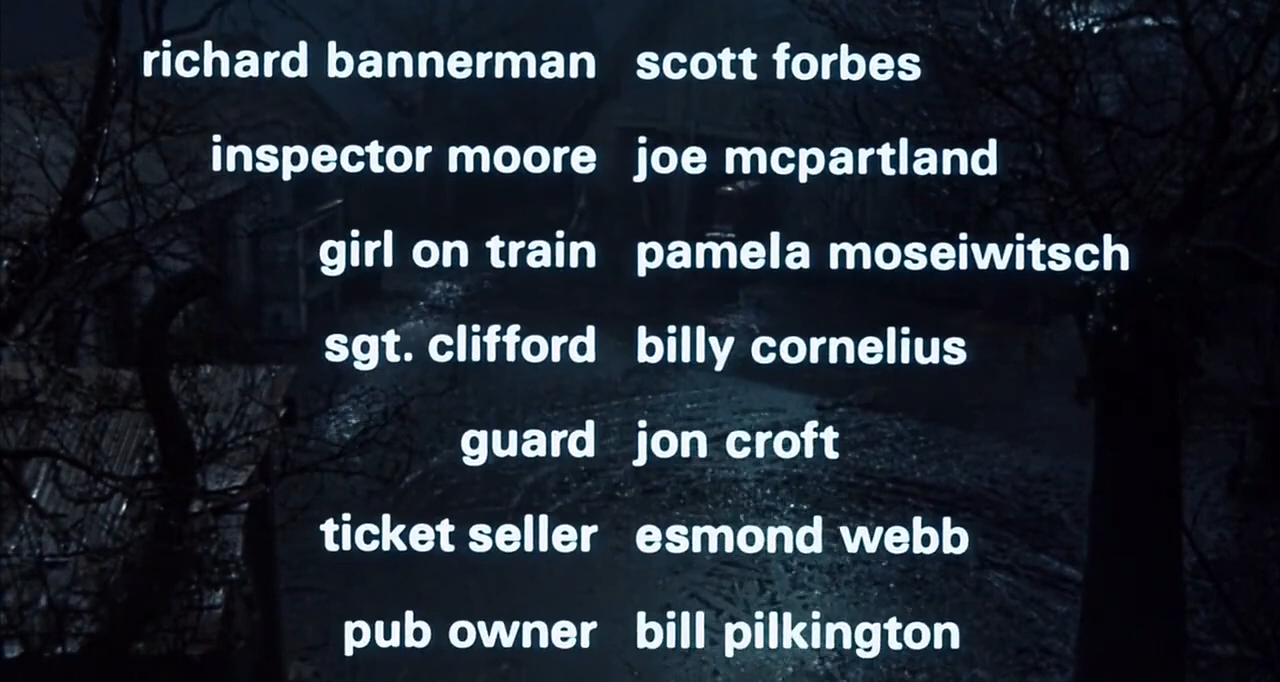 richard bannerman scott forbes
inspector moore joe mcpartland
girl on train pamela moseiwitsch
sgt. clifford billy cornelius
guard jon croft
ticket seller esmond webb
pub owner bill pilkington